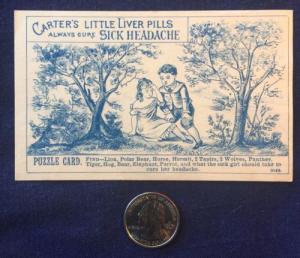 CARTER'S LITTLE LIVER PILLS
ALWAYS CURE SICK HEADACHE
PUZZLE CARD. FIND—Lion, Polar Bear, Horse, Hermit, 2 Tapirs, 2 Wolves, Panther,
Tiger, Hog, Bear, Elephant, Parrot, and what the sick girl should take to
cure her headache.